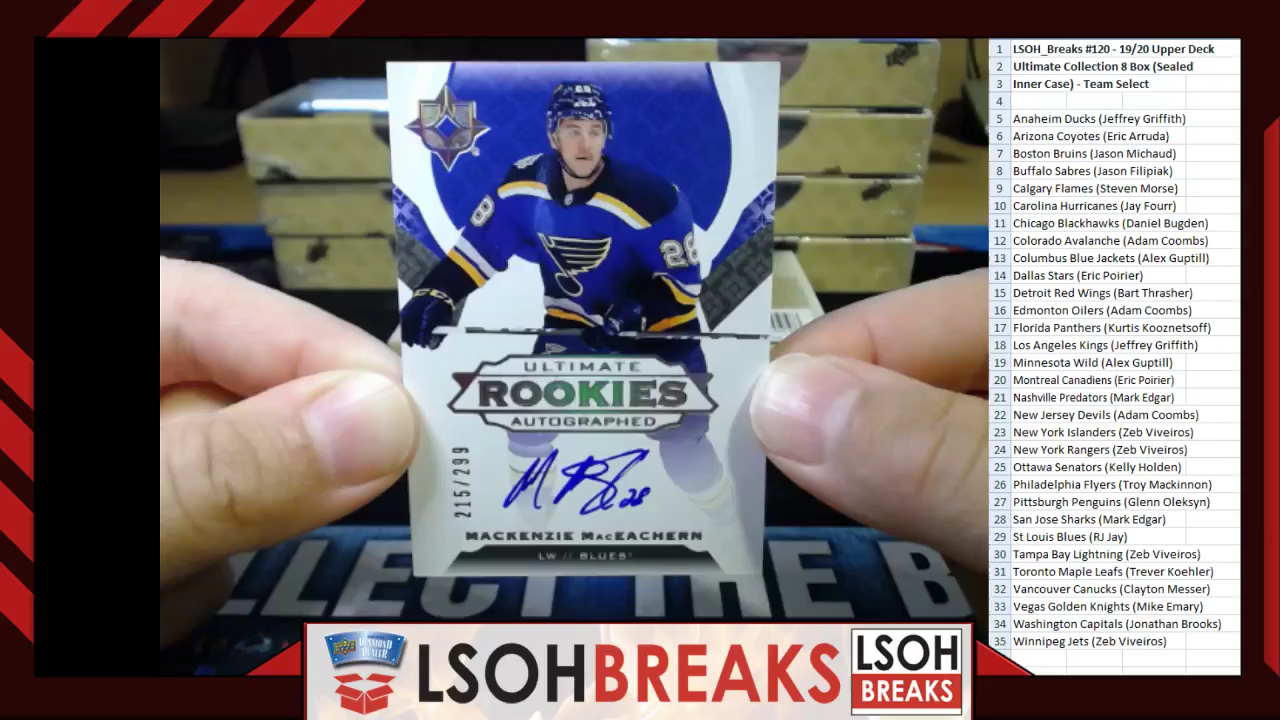 28
8
28
CCM
ULTIMATE
ROOKIES
AUTOGRAPHED
215/299
28
MACKENZIE MACEACHERN
LW // BLUES
LLECT THE B
1 LSOH_Breaks #120 - 19/20 Upper Deck
2 Ultimate Collection 8 Box (Sealed
3 Inner Case) - Team Select
4
5 Anaheim Ducks (Jeffrey Griffith)
6 Arizona Coyotes (Eric Arruda)
7 Boston Bruins (Jason Michaud)
8 Buffalo Sabres (Jason Filipiak)
9 Calgary Flames (Steven Morse)
10 Carolina Hurricanes (Jay Fourr)
11 Chicago Blackhawks (Daniel Bugden)
12 Colorado Avalanche (Adam Coombs)
13 Columbus Blue Jackets (Alex Guptill)
14 Dallas Stars (Eric Poirier)
15 Detroit Red Wings (Bart Thrasher)
16 Edmonton Oilers (Adam Coombs)
17 Florida Panthers (Kurtis Kooznetsoff)
18 Los Angeles Kings (Jeffrey Griffith)
19 Minnesota Wild (Alex Guptill)
20 Montreal Canadiens (Eric Poirier)
21 Nashville Predators (Mark Edgar)
22 New Jersey Devils (Adam Coombs)
23 New York Islanders (Zeb Viveiros)
24 New York Rangers (Zeb Viveiros)
25 Ottawa Senators (Kelly Holden)
26 Philadelphia Flyers (Troy Mackinnon)
27 Pittsburgh Penguins (Glenn Oleksyn)
28 San Jose Sharks (Mark Edgar)
29 St Louis Blues (RJ Jay)
30 Tampa Bay Lightning (Zeb Viveiros)
31 Toronto Maple Leafs (Trever Koehler)
32 Vancouver Canucks (Clayton Messer)
33 Vegas Golden Knights (Mike Emary)
34 Washington Capitals (Jonathan Brooks)
35 Winnipeg Jets (Zeb Viveiros)
DIAMOND
DEALER
LSOHBREAKS
LSOH
BREAKS